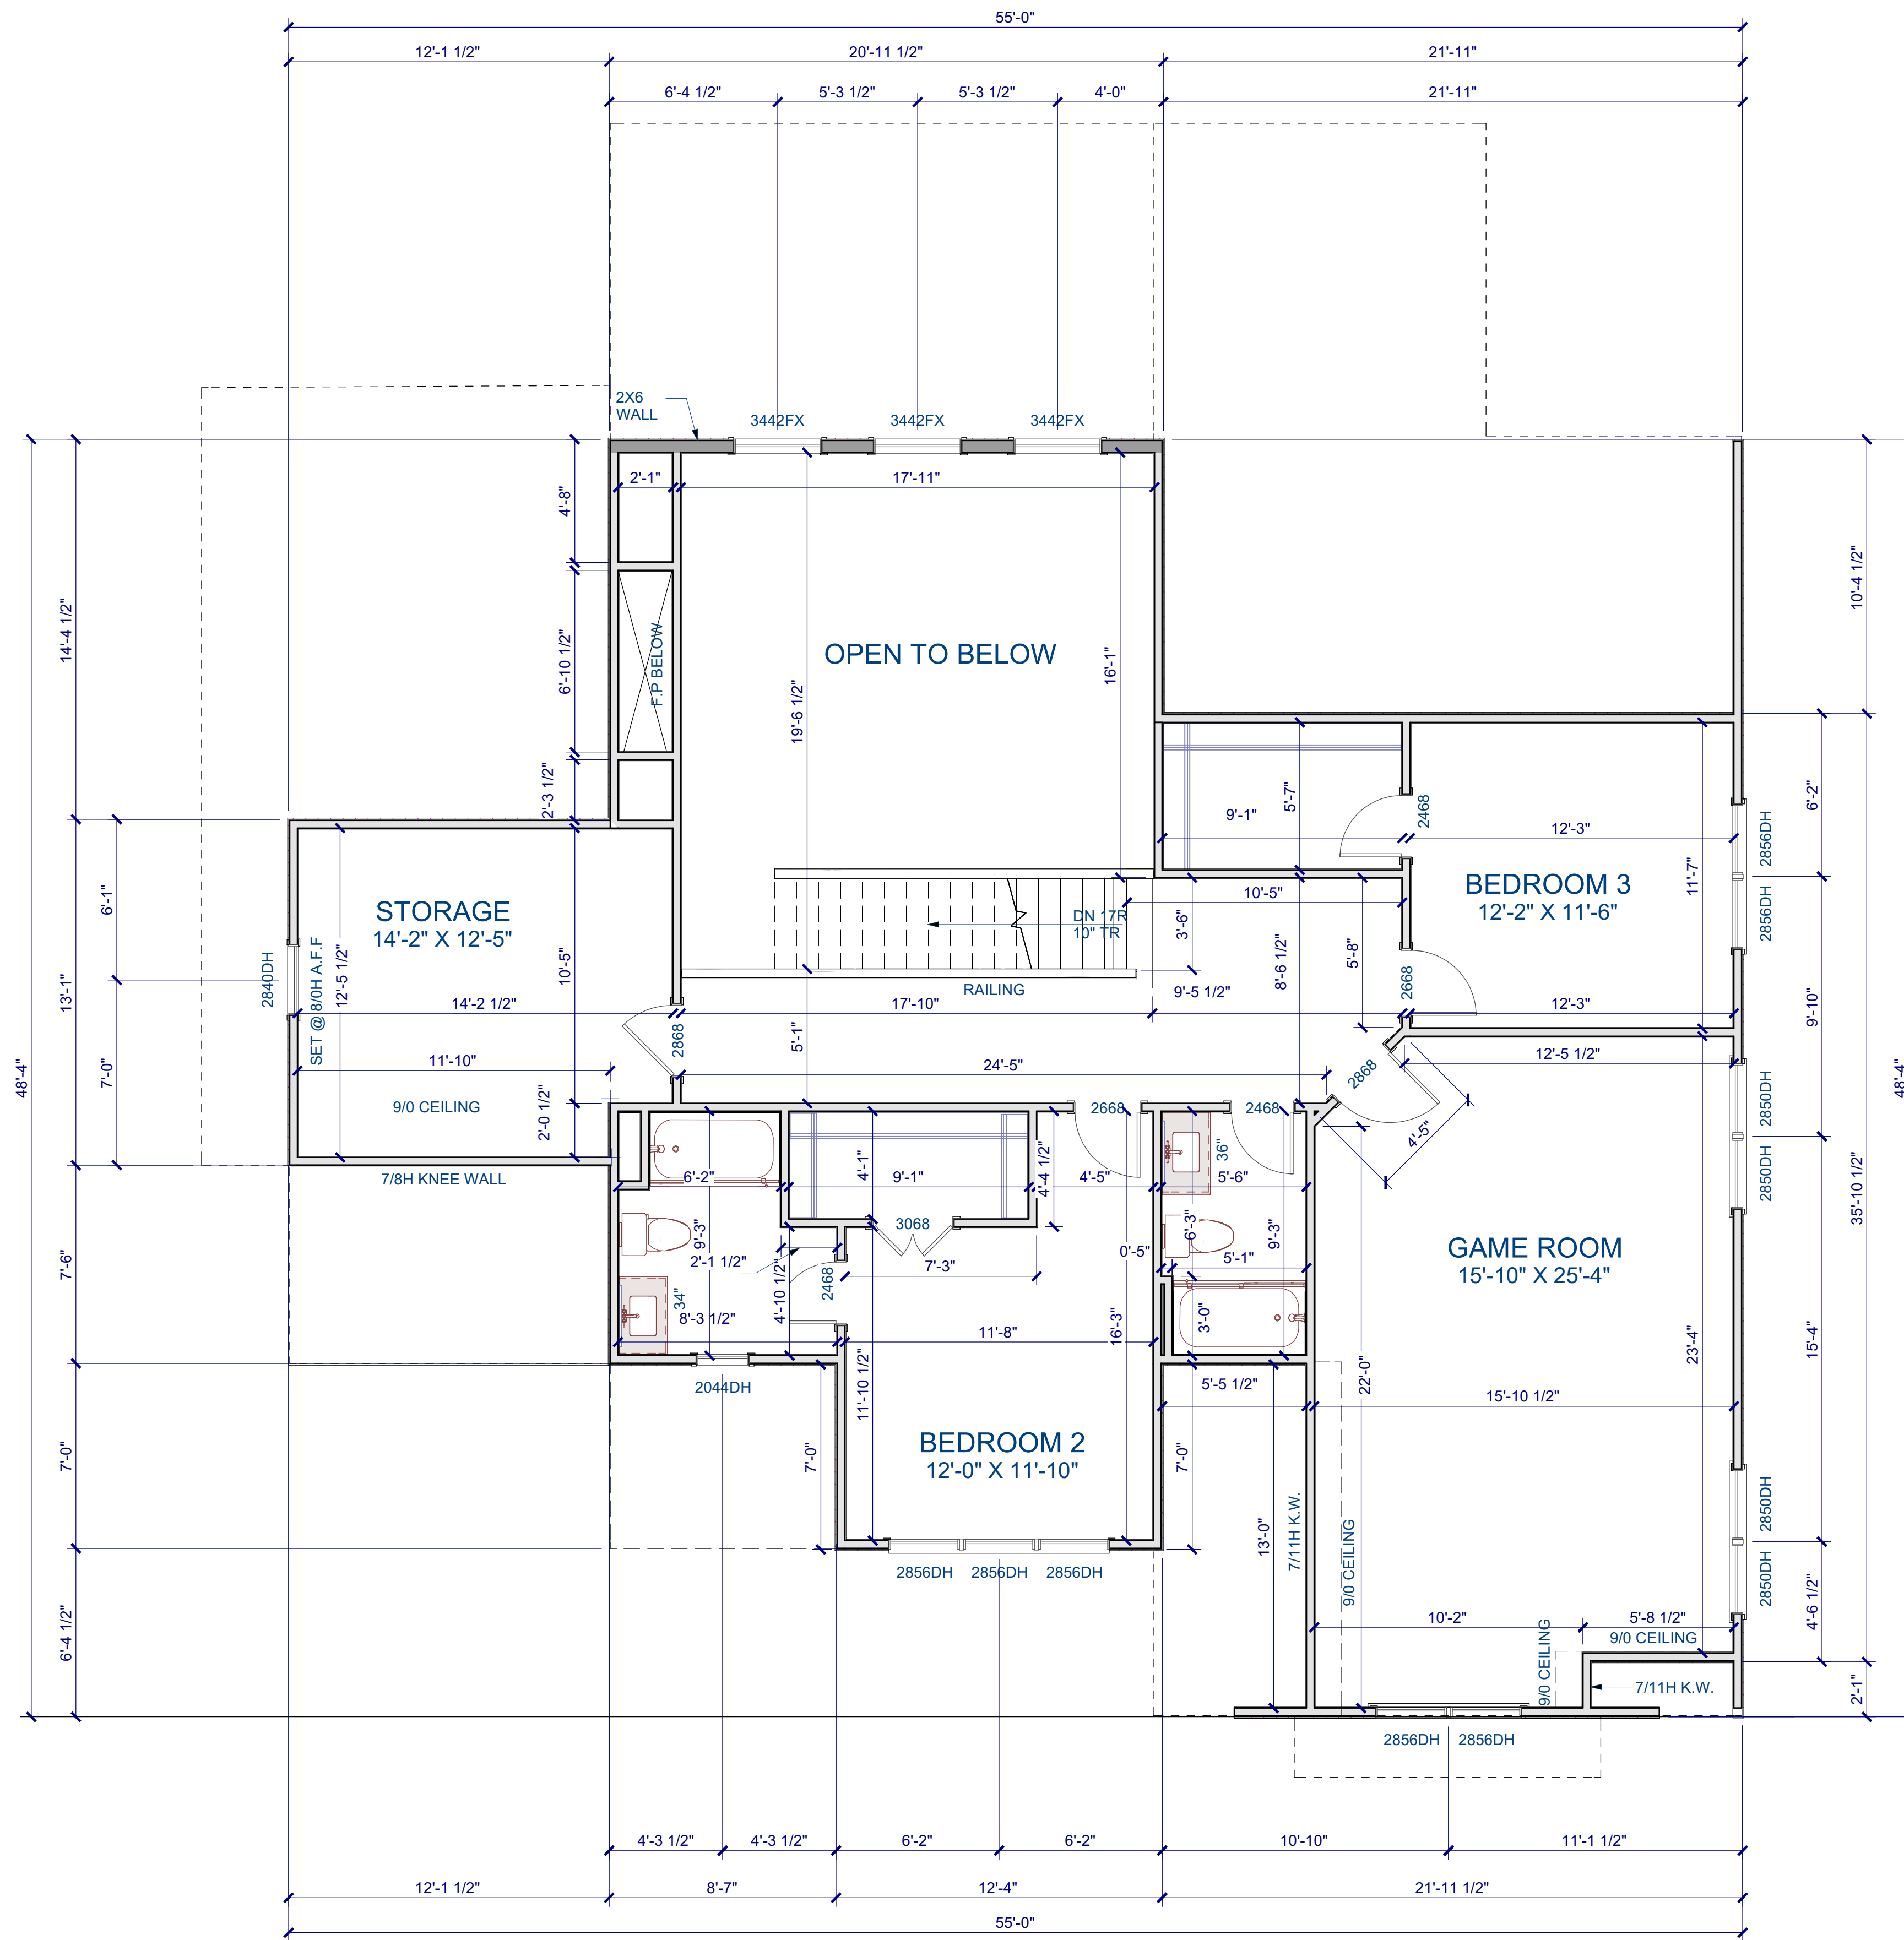 55'-0"
12'-1 1/2"
20'-11 1/2"
21'-11"
6'-4 1/2"
5'-3 1/2"
5'-3 1/2"
4'-0"
21'-11"
2X6
WALL
3442FX
3442FX
3442FX
2'-1"
17'-11"
4'-8"
14'-4 1/2"
6'-10 1/2"
F.P BELOW
OPEN TO BELOW
19'-6 1/2"
16'-1"
10'-4 1/2"
2'-3 1/2"
9'-1"
5'-7"
2468
12'-3"
6'-2"
2856DH
11'-7"
BEDROOM 3
12'-2" X 11'-6"
2856DH
STORAGE
14'-2" X 12'-5"
6'-1"
10'-5"
DN 17R
10" TR
3'-6"
10'-5"
5'-8"
8'-6 1/2"
2840DH
SET @ 8/0H A.F.F
12'-5 1/2"
13'-1"
14'-2 1/2"
RAILING
17'-10"
9'-5 1/2"
2668
12'-3"
9'-10"
5'-1"
2868
48'-4"
7'-0"
11'-10"
24'-5"
2868
12'-5 1/2"
48'-4"
9/0 CEILING
2'-0 1/2"
2668
2468
4'-5"
2850DH
2850DH
7/8H KNEE WALL
6'-2"
4'-1"
9'-1"
4'-4 1/2"
4'-5"
36"
5'-6"
35'-10 1/2"
7'-6"
9'-3"
2'-1 1/2"
3068
7'-3"
0'-5"
6'-3"
5'-1"
9'-3"
GAME ROOM
15'-10" X 25'-4"
34"
8'-3 1/2"
4'-10 1/2"
2468
11'-8"
16'-3"
3'-0"
23'-4"
15'-4"
2044DH
11'-10 1/2"
5'-5 1/2"
22'-0"
15'-10 1/2"
7'-0"
7'-0"
BEDROOM 2
12'-0" X 11'-10"
7'-0"
13'-0"
7/11H K.W.
9/0 CEILING
2850DH
2850DH
2856DH
2856DH
2856DH
6'-4 1/2"
10'-2"
5'-8 1/2"
4'-6 1/2"
9/0 CEILING
9/0 CEILING
7/11H K.W.
2'-1"
2856DH
2856DH
4'-3 1/2"
4'-3 1/2"
6'-2"
6'-2"
10'-10"
11'-1 1/2"
12'-1 1/2"
8'-7"
12'-4"
21'-11 1/2"
55'-0"